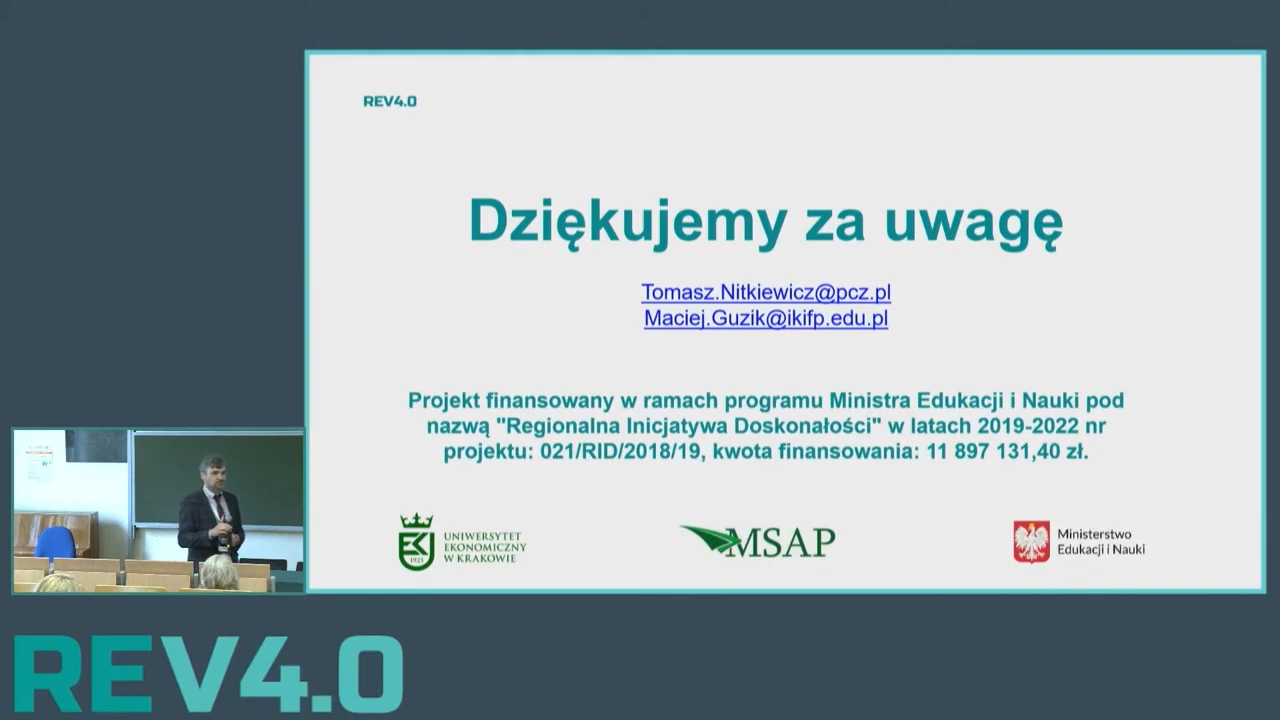 REV4.0
Dziękujemy za uwagę
Tomasz.Nitkiewicz@pcz.pl
Maciej.Guzik@ikifp.edu.pl
Projekt finansowany w ramach programu Ministra Edukacji i Nauki pod
nazwą "Regionalna Inicjatywa Doskonałości" w latach 2019-2022 nr
projektu: 021/RID/2018/19, kwota finansowania: 11 897 131,40 zł.
1925
UNIWERSYTET
EKONOMICZNY
W KRAKOWIE
MSAP
Ministerstwo
Edukacji i Nauki
REV4.0